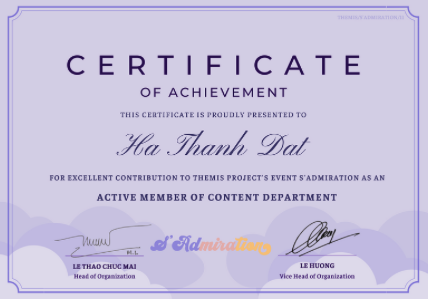 CERTIFICATE
OF ACHIEVEMENT
THIS CERTIFICATE IS PROUDLY PRESENTED TO
Ha Thanh Dat
FOR EXCELLENT CONTRIBUTION TO THEMIS PROJECT'S EVENT S'ADMIRATION AS AN
ACTIVE MEMBER OF CONTENT DEPARTMENT
S'Admiration
LE THAO CHUC MAI
Head of Organization
LE HUONG
Vice Head of Organization